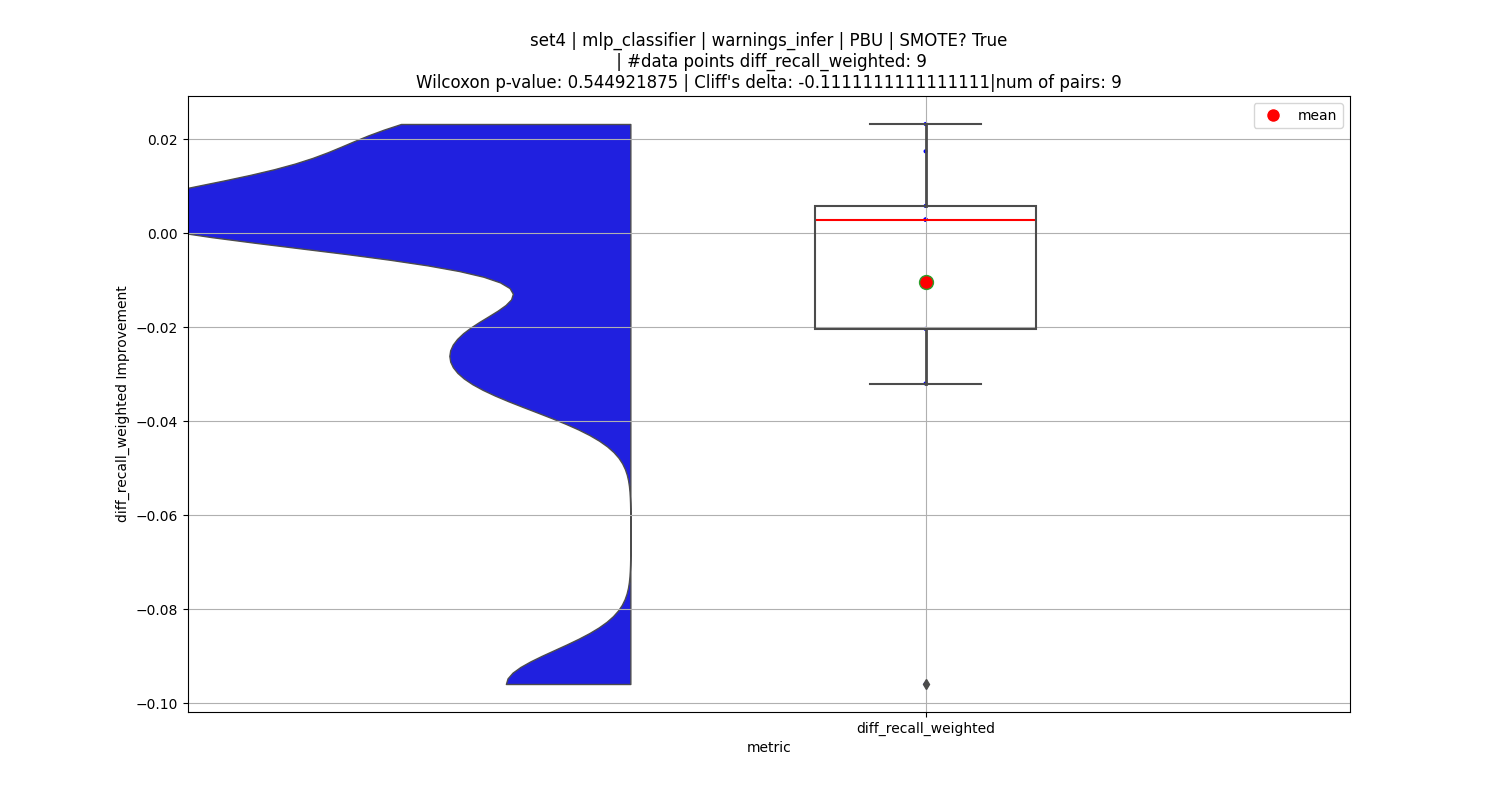 set4 | mlp_classifier | warnings_infer | PBU | SMOTE? True
| #data points diff_recall_weighted: 9
Wilcoxon p-value: 0.544921875 | Cliff's delta: -0.1111111111111111|num of pairs: 9
mean
0.02
0.00
−0.02
−0.04
−0.06
−0.08
−0.10
diff_recall_weighted Improvement
diff_recall_weighted
metric